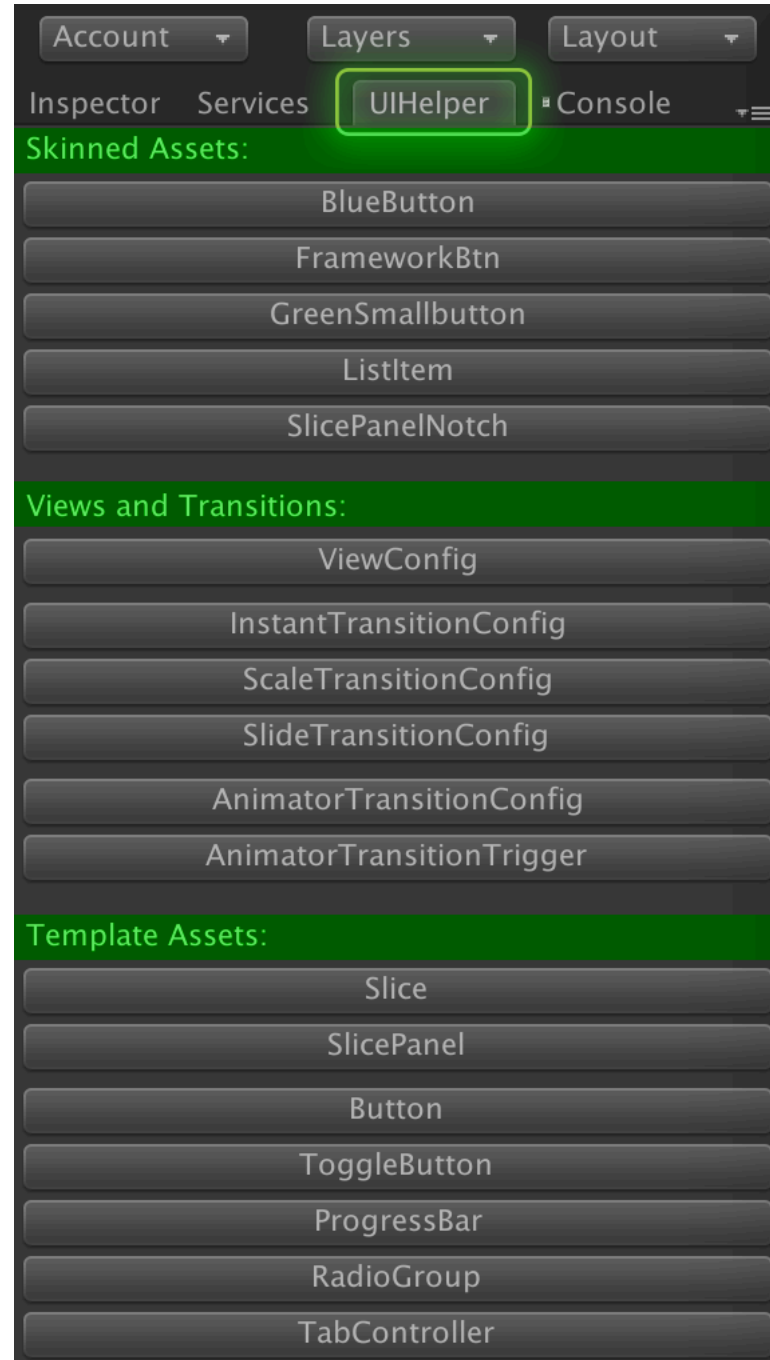 Account Layers Layout
Inspector Services UIHelper Console
Skinned Assets:
BlueButton
FrameworkBtn
GreenSmallbutton
ListItem
SlicePanelNotch
Views and Transitions:
ViewConfig
InstantTransitionConfig
ScaleTransitionConfig
SlideTransitionConfig
AnimatorTransitionConfig
AnimatorTransitionTrigger
Template Assets:
Slice
SlicePanel
Button
ToggleButton
ProgressBar
RadioGroup
TabController